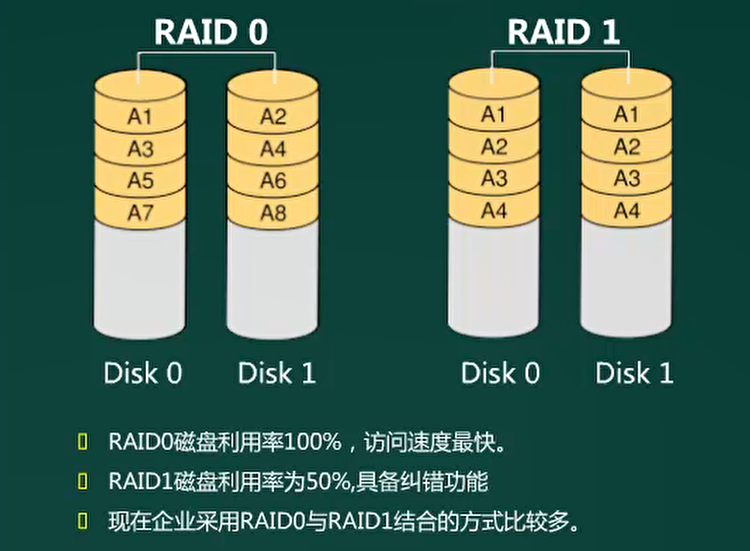 RAID 0 RAID 1
A1 A2 A1 A1
A3 A4 A2 A2
A5 A6 A3 A3
A7 A8 A4 A4
Disk 0 Disk 1 Disk 0 Disk 1
RAID0磁盘利用率100%，访问速度最快。
RAID1磁盘利用率为50%,具备纠错功能
现在企业采用RAID0与RAID1结合的方式比较多。